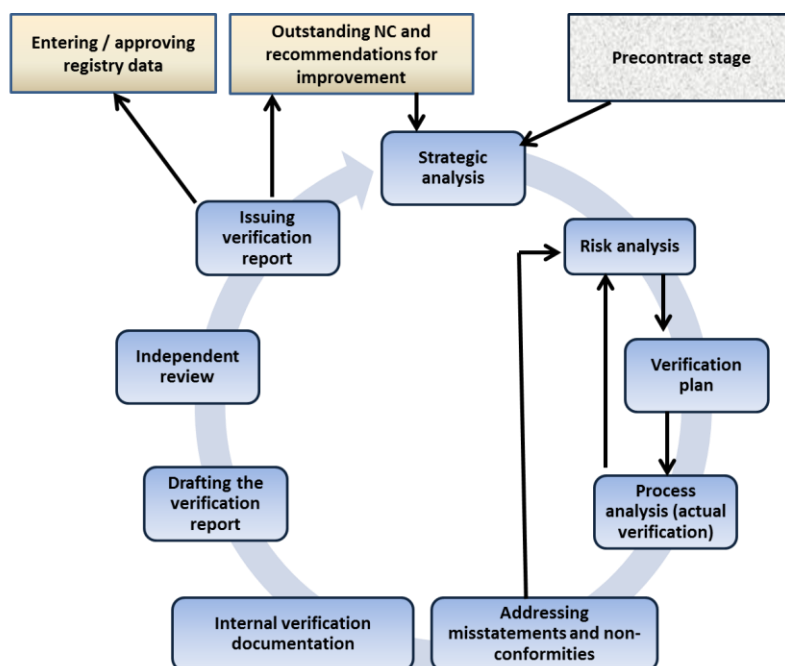 Entering / approving
registry data
Outstanding NC and
recommendations for
improvement
Precontract stage
Strategic
analysis
Issuing
verification
report
Risk analysis
Independent
review
Verification
plan
Drafting the
verification
report
Process
analysis (actual
verification)
Internal verification
documentation
Addressing
misstatements and non-
conformities